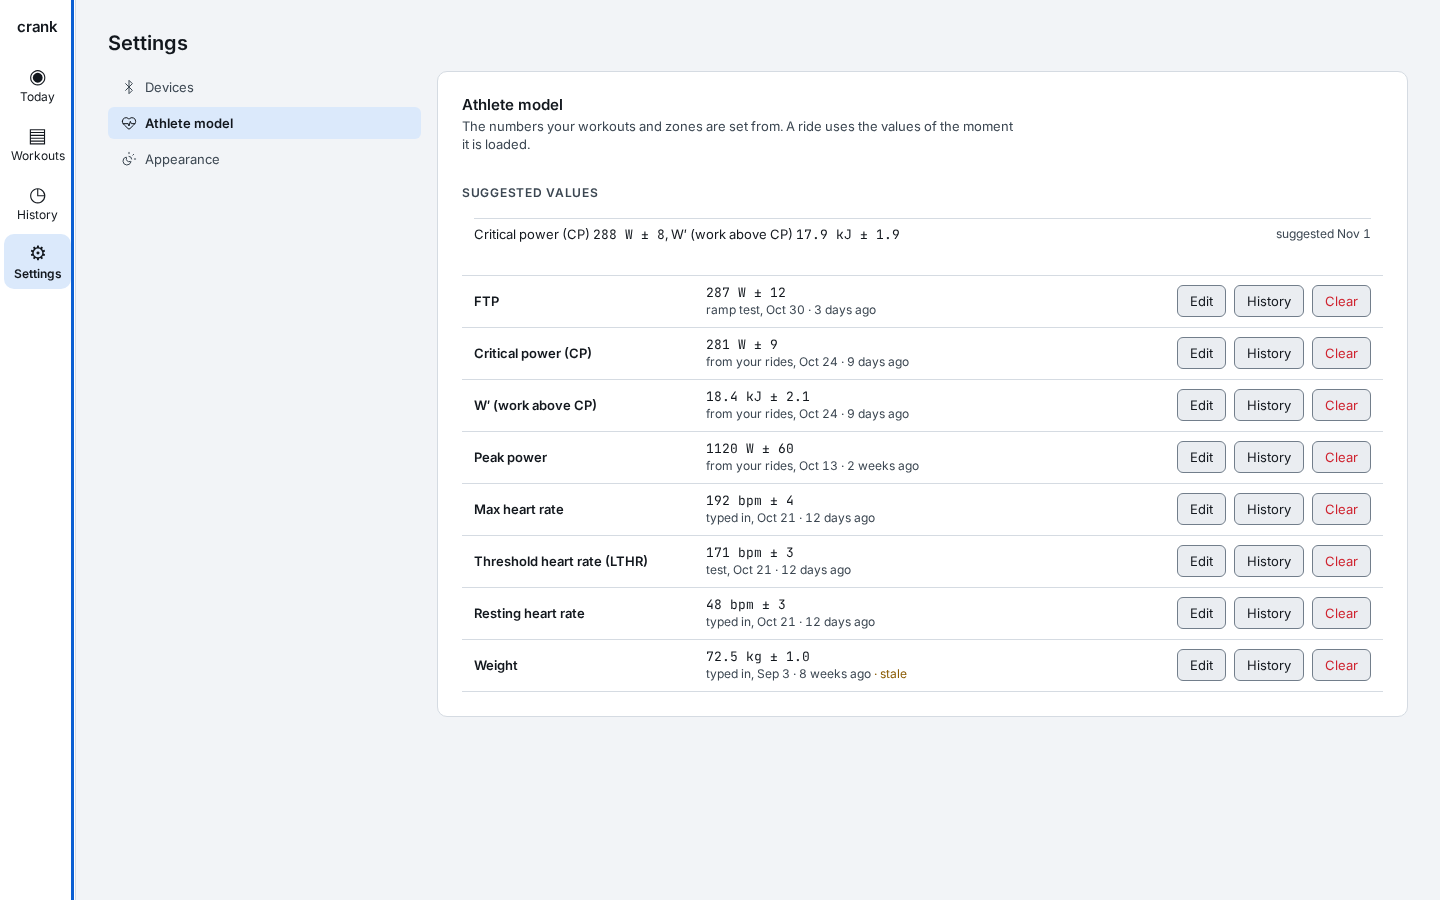 crank
Today
Workouts
History
Settings
Settings
Devices
Athlete model
Appearance
Athlete model
The numbers your workouts and zones are set from. A ride uses the values of the moment
it is loaded.
SUGGESTED VALUES
Critical power (CP) 288 W ± 8, W′ (work above CP) 17.9 kJ ± 1.9 suggested Nov 1
FTP
287 W ± 12
ramp test, Oct 30 · 3 days ago
Edit History Clear
Critical power (CP)
281 W ± 9
from your rides, Oct 24 · 9 days ago
Edit History Clear
W′ (work above CP)
18.4 kJ ± 2.1
from your rides, Oct 24 · 9 days ago
Edit History Clear
Peak power
1120 W ± 60
from your rides, Oct 13 · 2 weeks ago
Edit History Clear
Max heart rate
192 bpm ± 4
typed in, Oct 21 · 12 days ago
Edit History Clear
Threshold heart rate (LTHR)
171 bpm ± 3
test, Oct 21 · 12 days ago
Edit History Clear
Resting heart rate
48 bpm ± 3
typed in, Oct 21 · 12 days ago
Edit History Clear
Weight
72.5 kg ± 1.0
typed in, Sep 3 · 8 weeks ago · stale
Edit History Clear